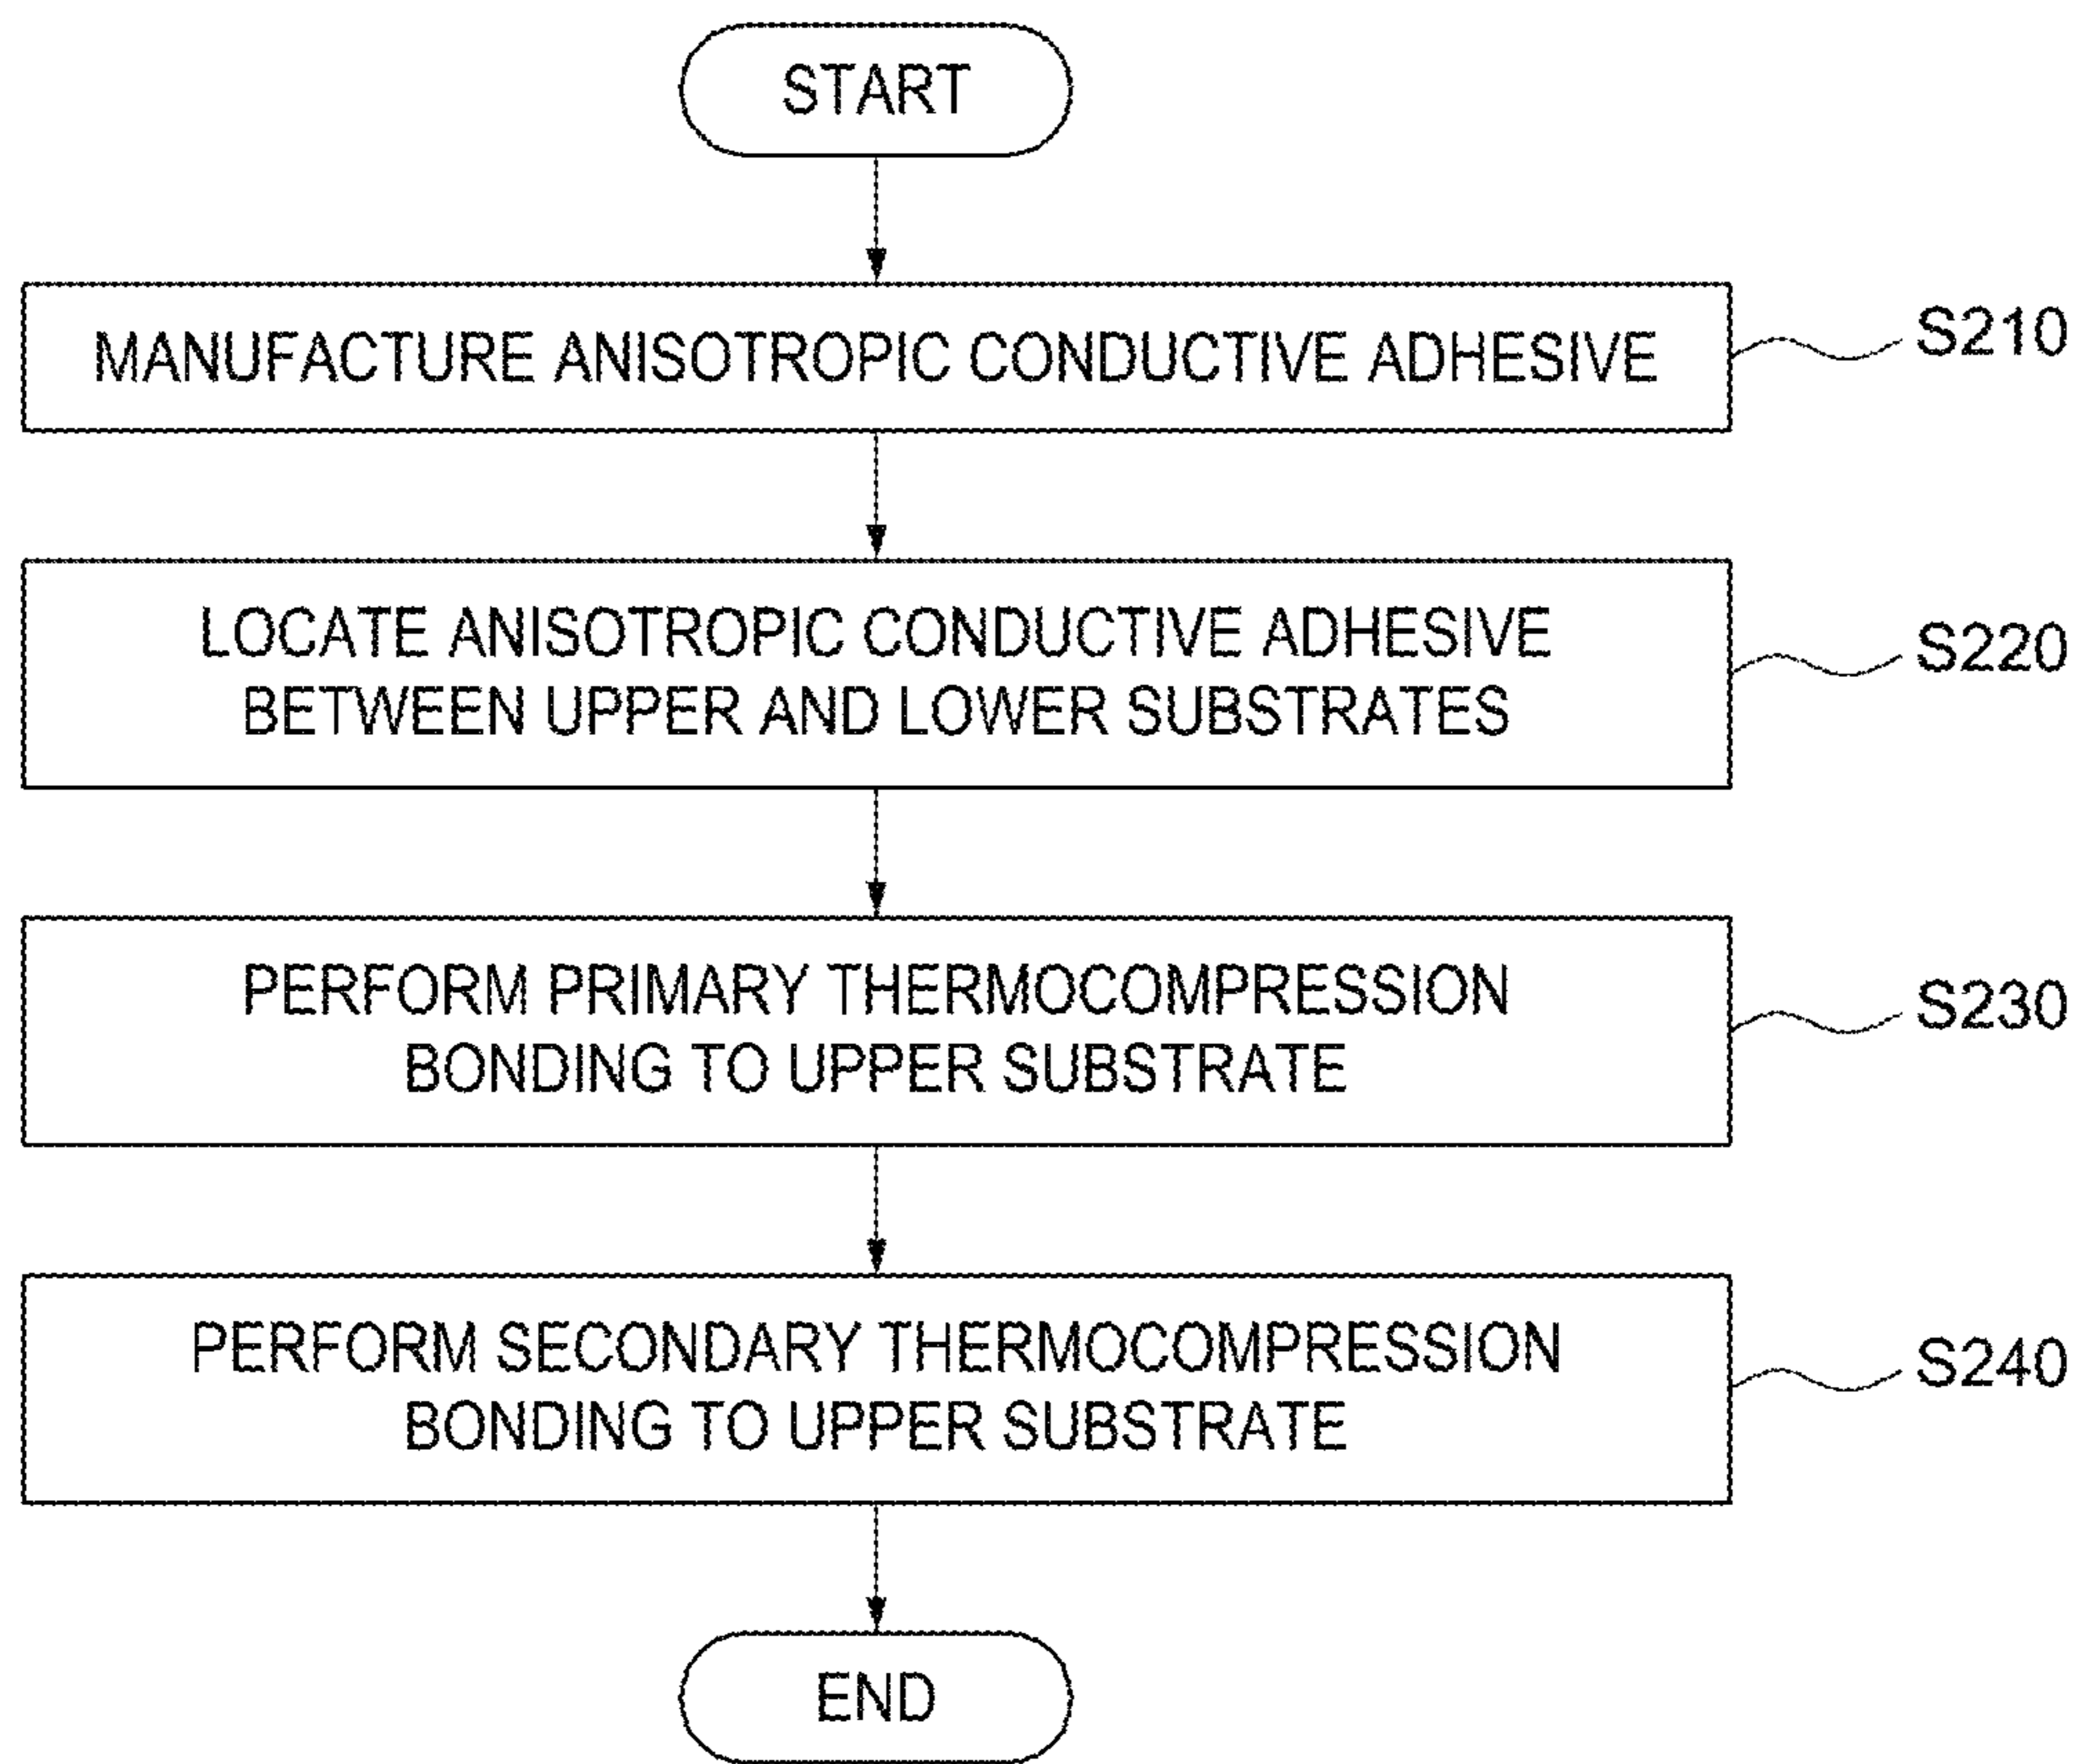 START
MANUFACTURE ANISOTROPIC CONDUCTIVE ADHESIVE
S210
LOCATE ANISOTROPIC CONDUCTIVE ADHESIVE
BETWEEN UPPER AND LOWER SUBSTRATES
S220
PERFORM PRIMARY THERMOCOMPRESSION
BONDING TO UPPER SUBSTRATE
S230
PERFORM SECONDARY THERMOCOMPRESSION
BONDING TO UPPER SUBSTRATE
S240
END